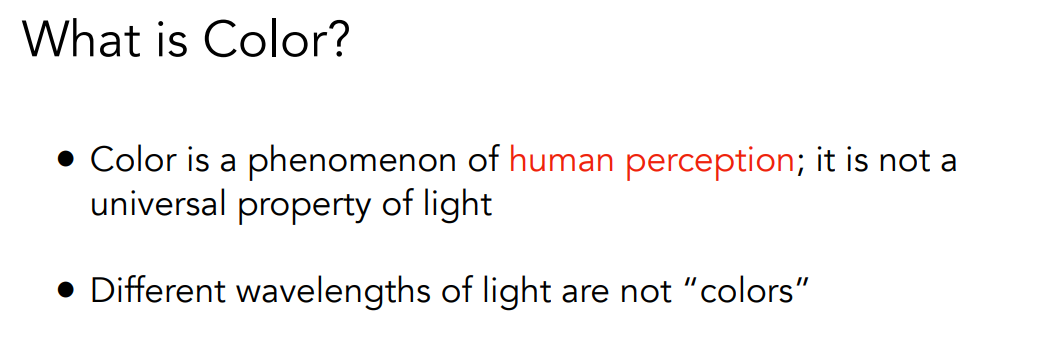 What is Color?
• Color is a phenomenon of human perception; it is not a
universal property of light
• Different wavelengths of light are not “colors”